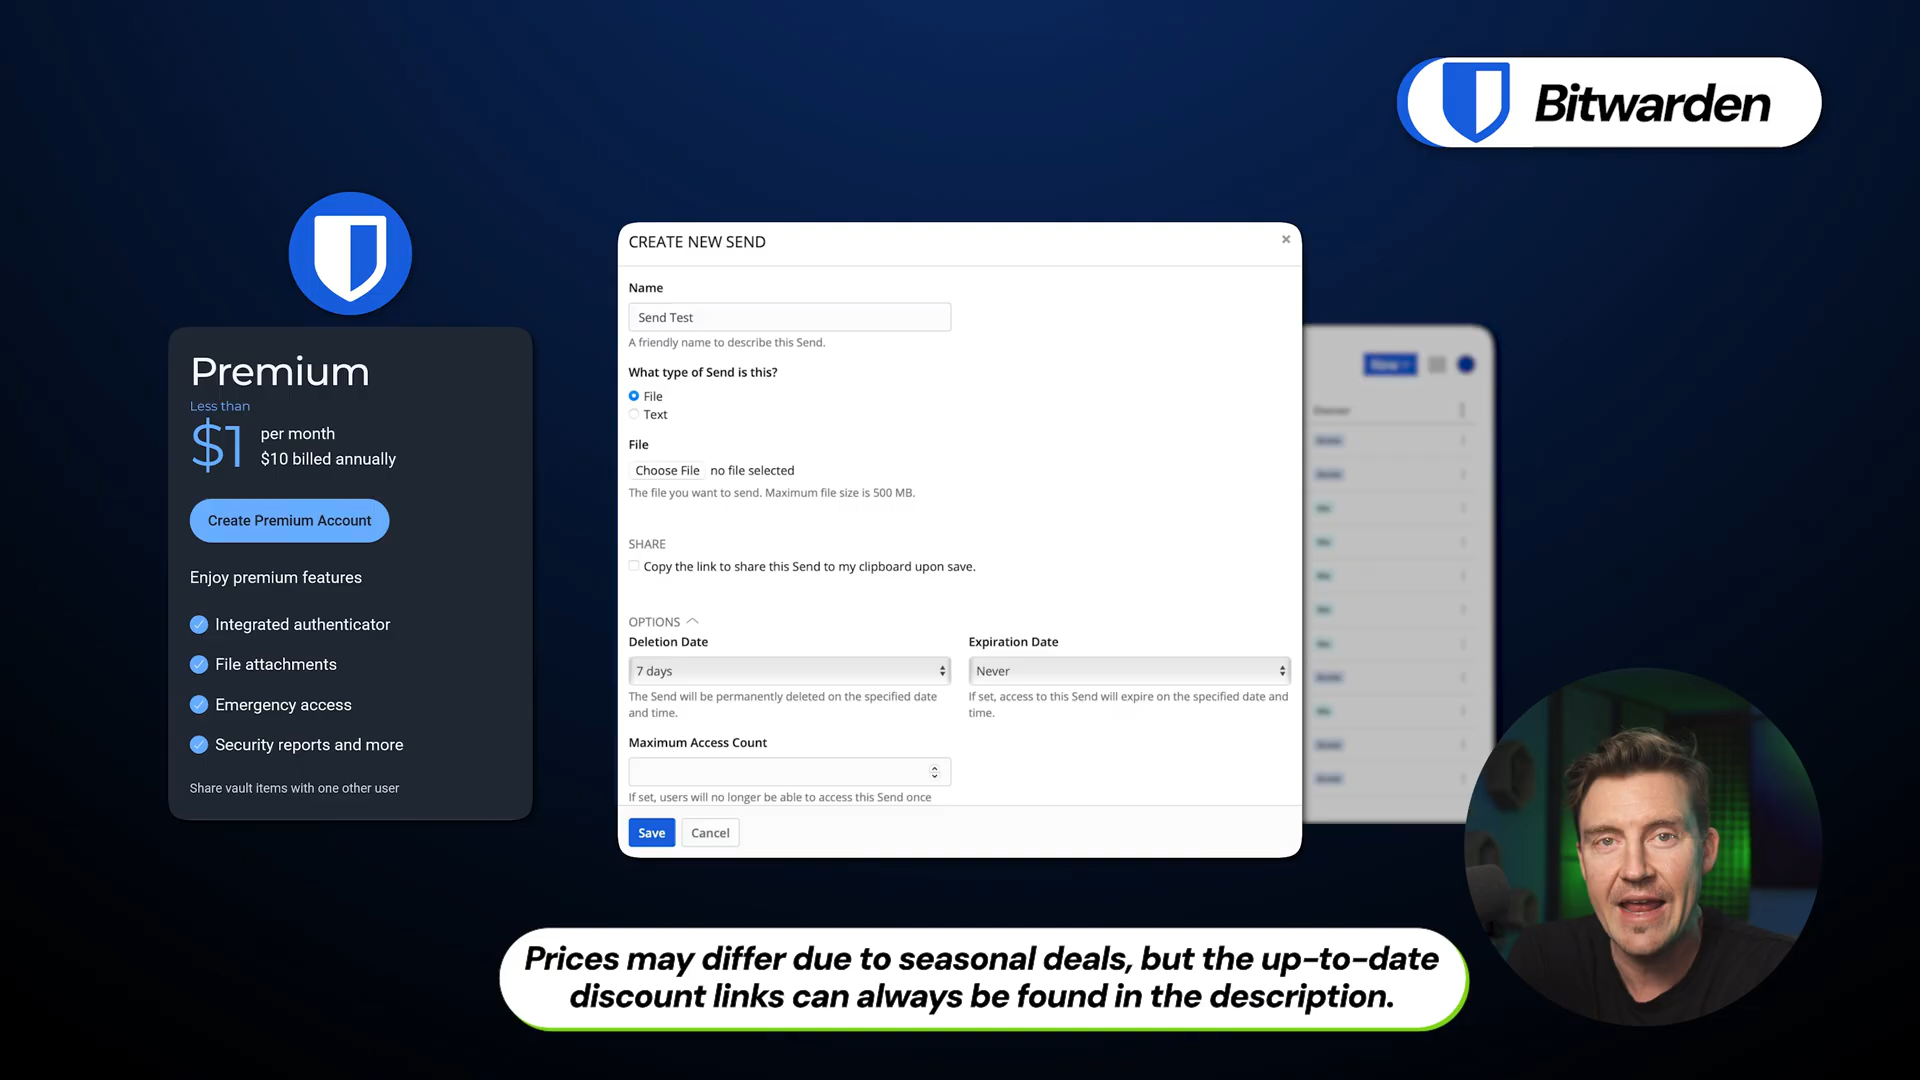 Bitwarden
Premium
Less than
$1
per month
$10 billed annually
Create Premium Account
Enjoy premium features
Integrated authenticator
File attachments
Emergency access
Security reports and more
Share vault items with one other user
CREATE NEW SEND
×
Name
Send Test
A friendly name to describe this Send.
What type of Send is this?
File
Text
File
Choose File no file selected
The file you want to send. Maximum file size is 500 MB.
SHARE
Copy the link to share this Send to my clipboard upon save.
OPTIONS
Deletion Date
7 days
The Send will be permanently deleted on the specified date
and time.
Expiration Date
Never
If set, access to this Send will expire on the specified date and
time.
Maximum Access Count
If set, users will no longer be able to access this Send once
Save
Cancel
Prices may differ due to seasonal deals, but the up-to-date
discount links can always be found in the description.